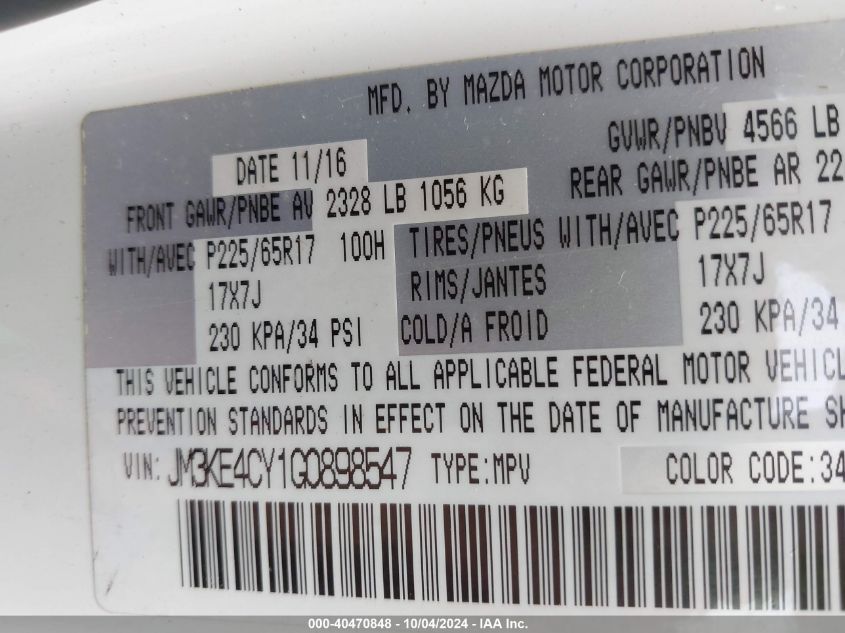 MFD. BY MAZDA MOTOR CORPORATION
DATE 11/16 GVWR/PNBV 4566 LB
FRONT GAWR/PNBE AV 2328 LB 1056 KG REAR GAWR/PNBE AR 22
WITH/AVEC P225/65R17 100H TIRES/PNEUS WITH/AVEC P225/65R17
17X7J RIMS/JANTES 17X7J
230 KPA/34 PSI COLD/A FROID 230 KPA/34
THIS VEHICLE CONFORMS TO ALL APPLICABLE FEDERAL MOTOR VEHICL
PREVENTION STANDARDS IN EFFECT ON THE DATE OF MANUFACTURE SH
VIN: JM3KE4CY1G0898547 TYPE:MPV COLOR CODE:34
000-40470848 - 10/04/2024 - IAA Inc.